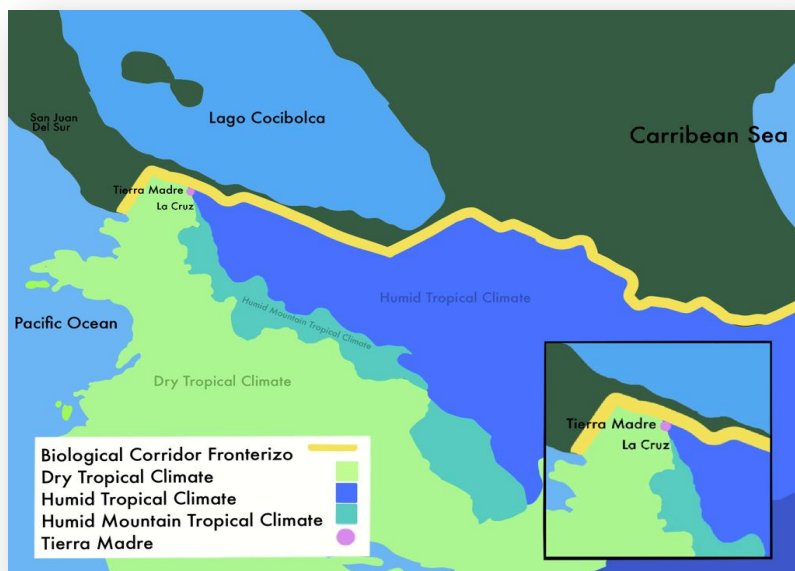 San Juan
Del Sur
Lago Cocibolca
Carribean Sea
Tierra Madre
La Cruz
Humid Tropical Climate
Humid Mountain Tropical Climate
Pacific Ocean
Dry Tropical Climate
Tierra Madre
La Cruz
Biological Corridor Fronterizo
Dry Tropical Climate
Humid Tropical Climate
Humid Mountain Tropical Climate
Tierra Madre